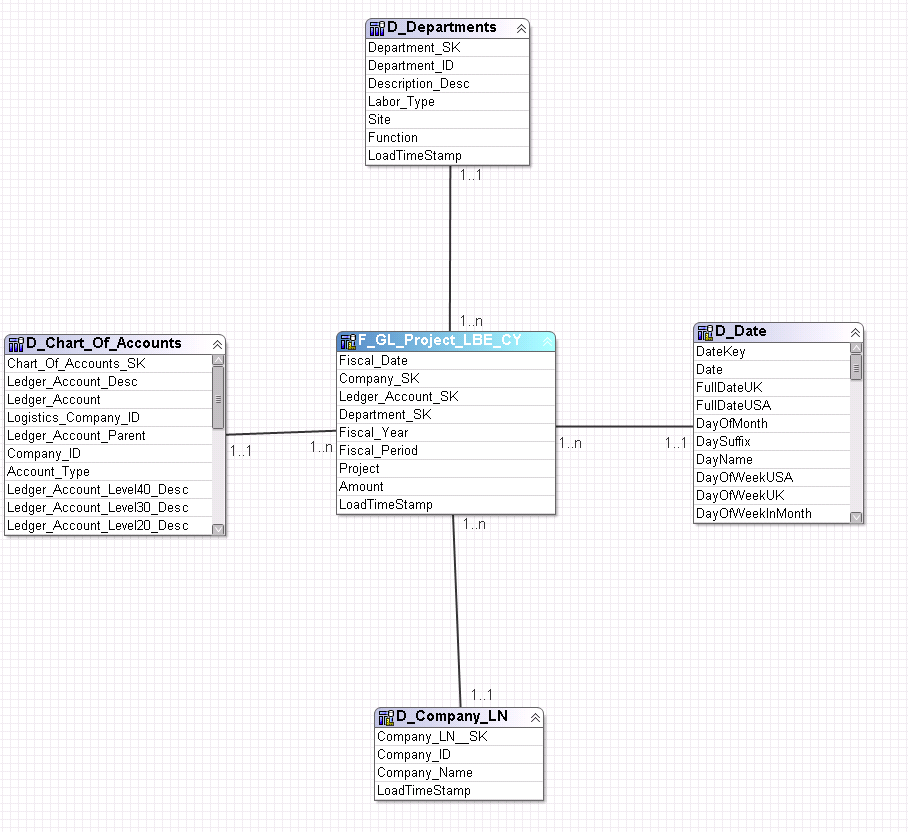 D_Departments
Department_SK
Department_ID
Description_Desc
Labor_Type
Site
Function
LoadTimeStamp
1..1
1..n
D_Chart_Of_Accounts
Chart_Of_Accounts_SK
Ledger_Account_Desc
Ledger_Account
Logistics_Company_ID
Ledger_Account_Parent
Company_ID
Account_Type
Ledger_Account_Level40_Desc
Ledger_Account_Level30_Desc
Ledger_Account_Level20_Desc
1..1
1..n
F_GL_Project_LBE_CY
Fiscal_Date
Company_SK
Ledger_Account_SK
Department_SK
Fiscal_Year
Fiscal_Period
Project
Amount
LoadTimeStamp
1..n
1..1
D_Date
DateKey
Date
FullDateUK
FullDateUSA
DayOfMonth
DaySuffix
DayName
DayOfWeekUSA
DayOfWeekUK
DayOfWeekInMonth
1..n
1..1
D_Company_LN
Company_LN__SK
Company_ID
Company_Name
LoadTimeStamp